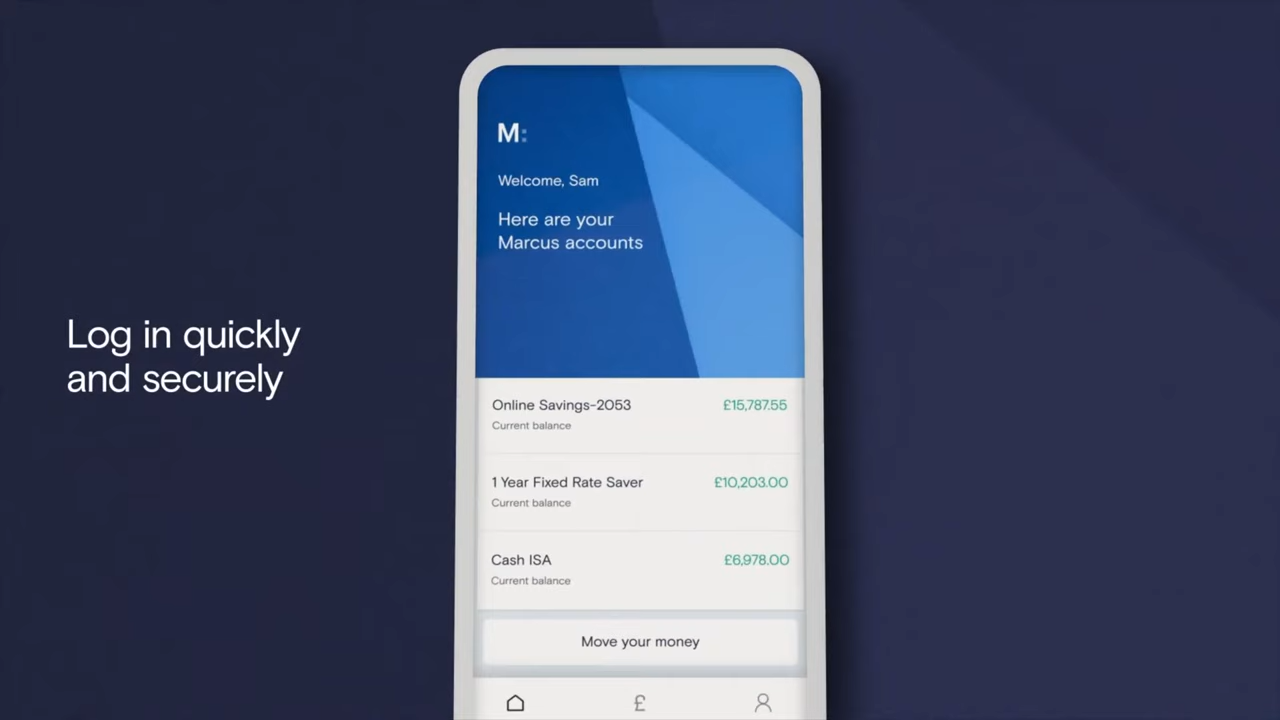 Log in quickly
and securely
M:
Welcome, Sam
Here are your
Marcus accounts
Online Savings-2053 £15,787.55
Current balance
1 Year Fixed Rate Saver £10,203.00
Current balance
Cash ISA £6,978.00
Current balance
Move your money
£